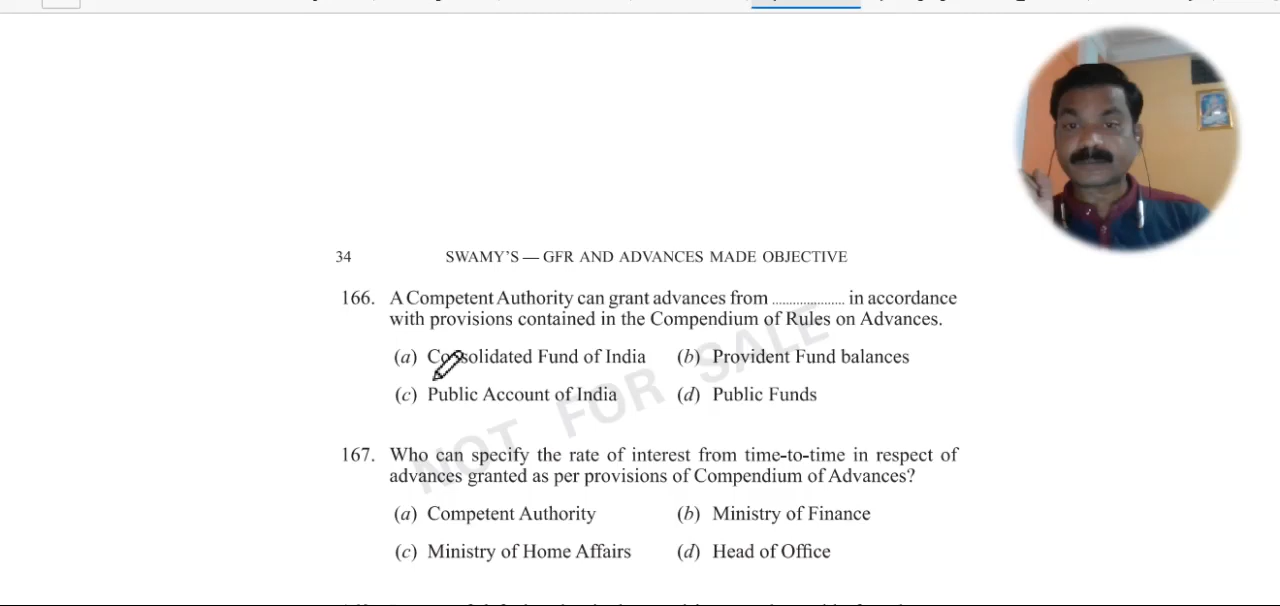 34 SWAMY'S — GFR AND ADVANCES MADE OBJECTIVE
166. A Competent Authority can grant advances from ..................... in accordance
with provisions contained in the Compendium of Rules on Advances.
(a) Consolidated Fund of India (b) Provident Fund balances
(c) Public Account of India (d) Public Funds
NOT FOR SALE
167. Who can specify the rate of interest from time-to-time in respect of
advances granted as per provisions of Compendium of Advances?
(a) Competent Authority (b) Ministry of Finance
(c) Ministry of Home Affairs (d) Head of Office